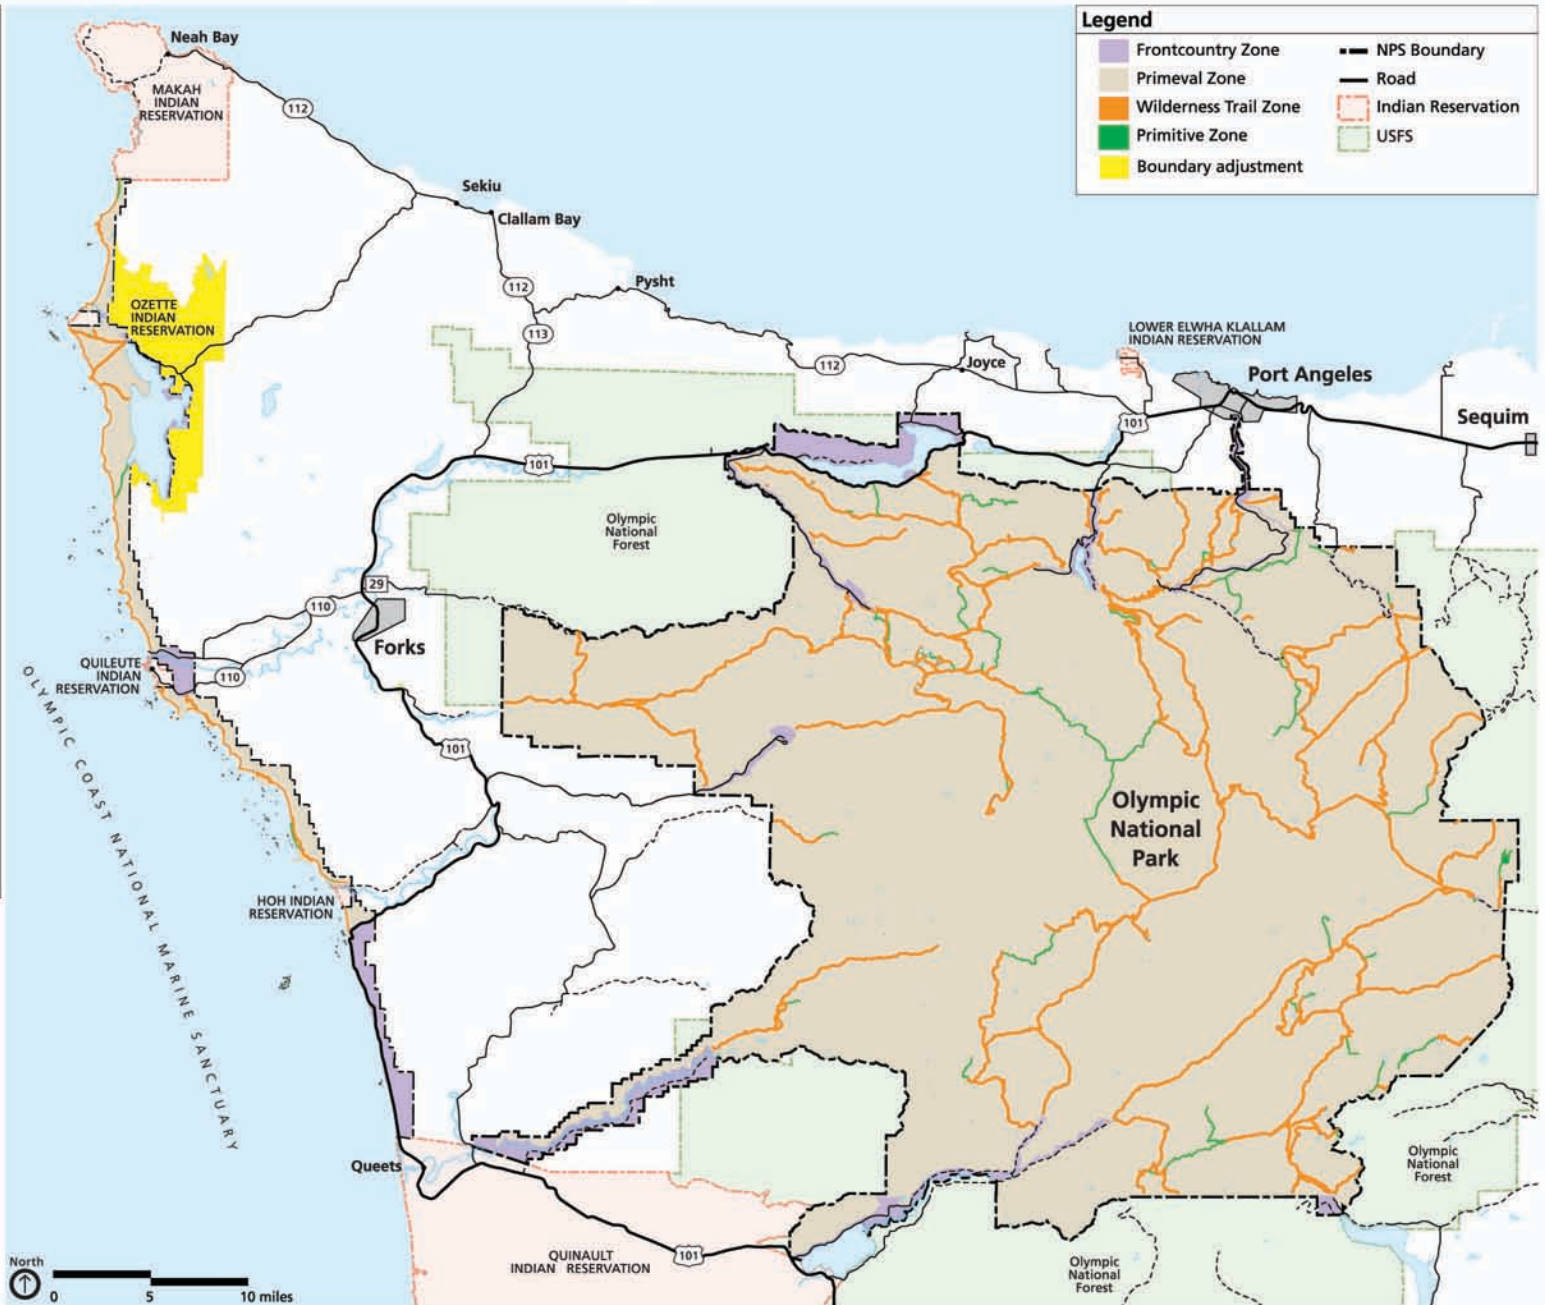 Legend
Frontcountry Zone
Primeval Zone
Wilderness Trail Zone
Primitive Zone
Boundary adjustment
NPS Boundary
Road
Indian Reservation
USFS
Neah Bay
MAKAH
INDIAN
RESERVATION
112
Sekiu
Clallam Bay
112
Pysht
113
OZETTE
INDIAN
RESERVATION
112
Joyce
LOWER ELWHA KLALLAM
INDIAN RESERVATION
Port Angeles
101
Sequim
101
Olympic
National
Forest
29
110
Forks
QUILEUTE
INDIAN
RESERVATION
110
101
OLYMPIC COAST NATIONAL MARINE SANCTUARY
Olympic
National
Park
HOH INDIAN
RESERVATION
Queets
Olympic
National
Forest
QUINAULT
INDIAN RESERVATION
101
Olympic
National
Forest
North
0 5 10 miles